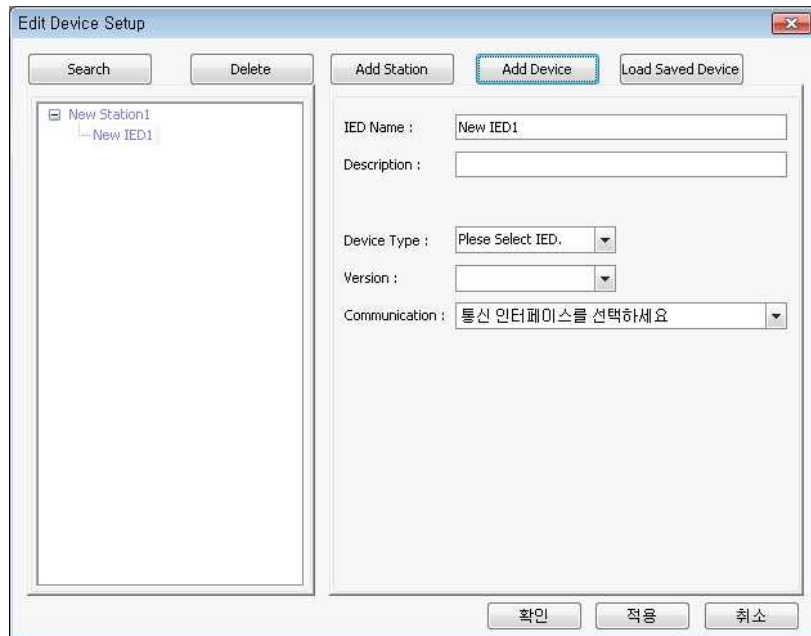 Edit Device Setup
Search
Delete
Add Station
Add Device
Load Saved Device
New Station1
New IED1
IED Name :
New IED1
Description :
Device Type :
Plese Select IED.
Version :
Communication :
통신 인터페이스를 선택하세요
확인
적용
취소